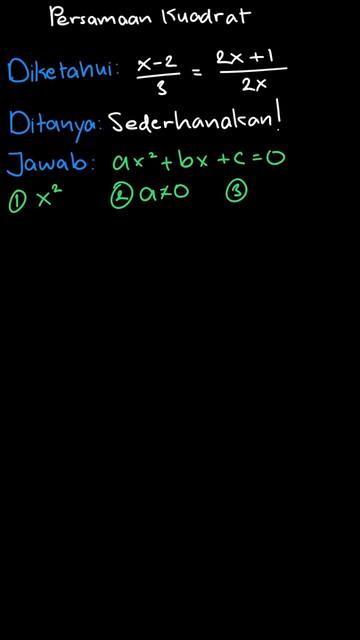 Persamaan Kuadrat
Diketahui: x-2/3 = 2x+1/2x
Ditanya: Sederhanakan!
Jawab: ax² + bx + c = 0
① x² ② a≠0 ③